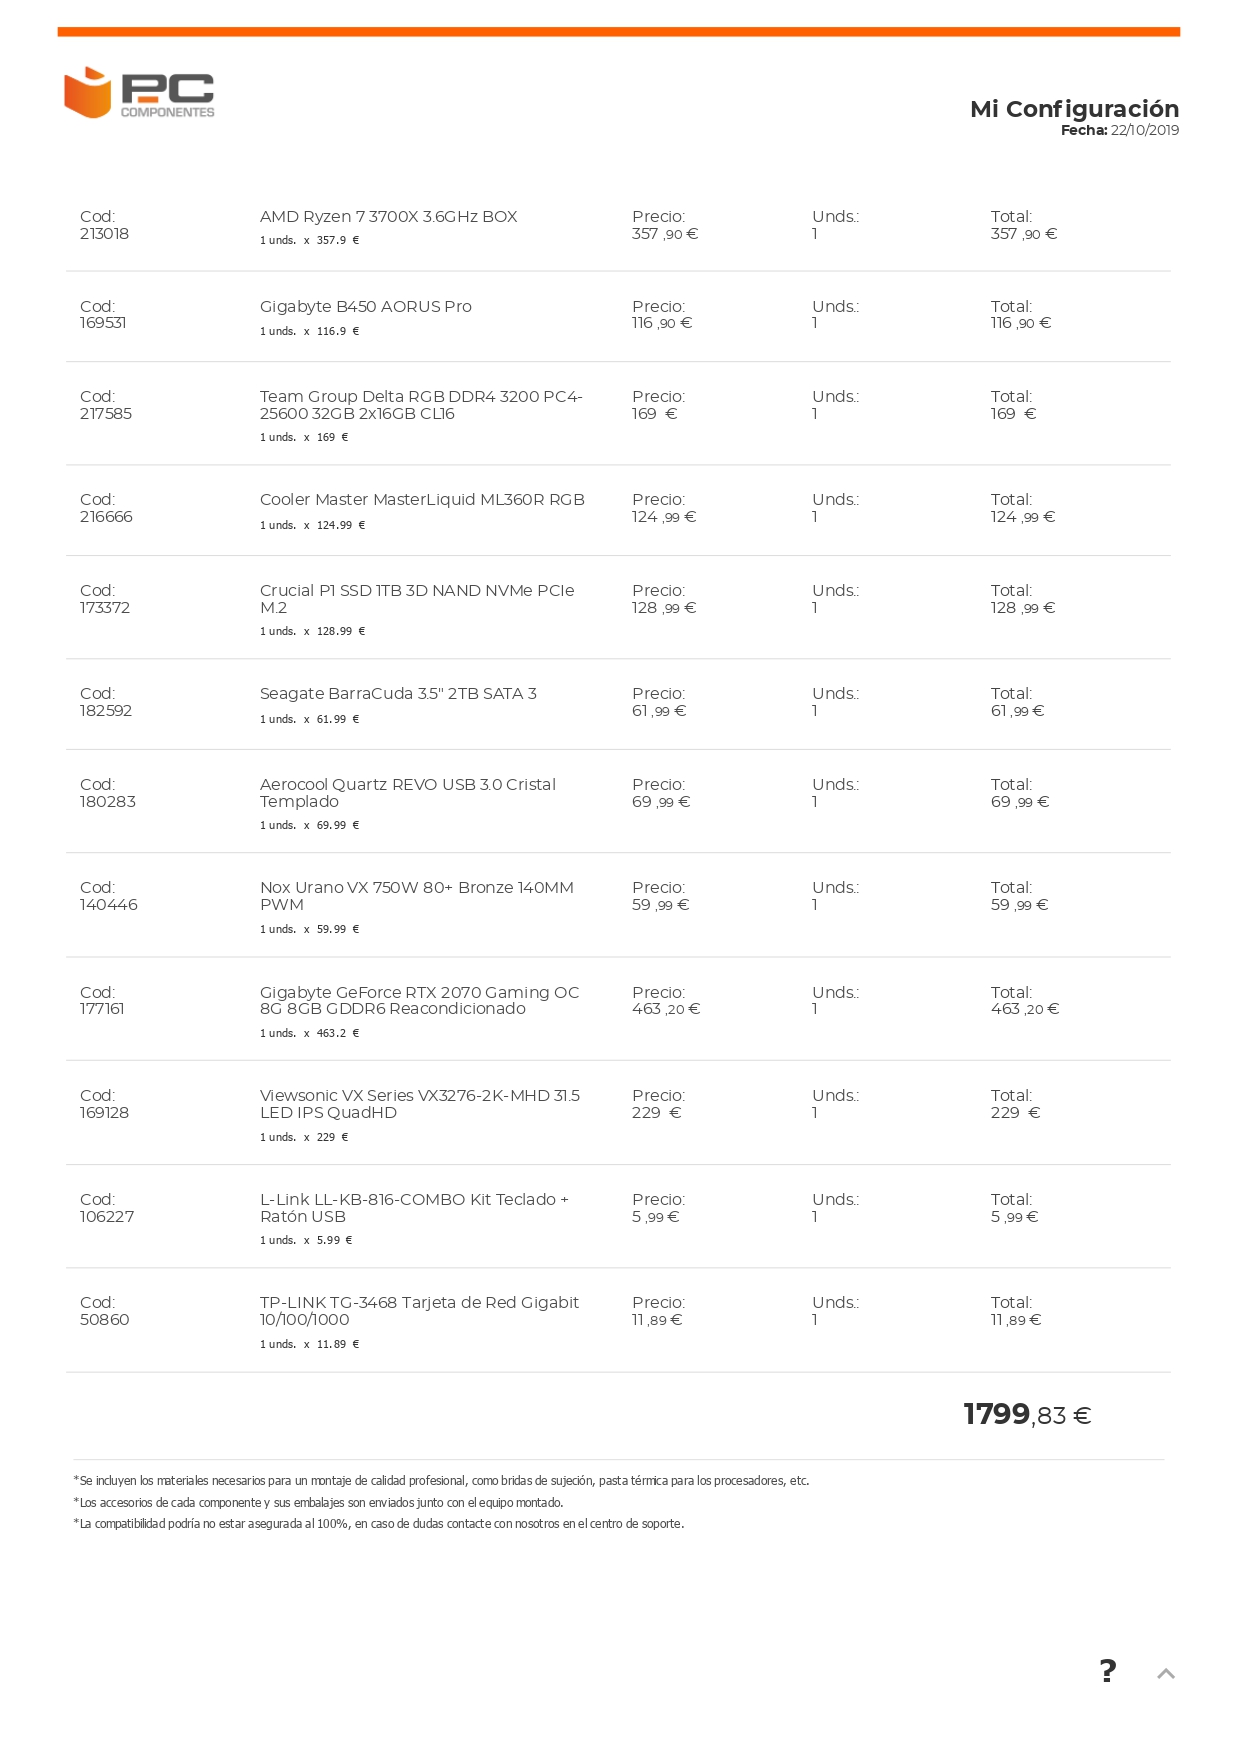 PC
COMPONENTES
Mi Configuración
Fecha: 22/10/2019
Cod:
213018
AMD Ryzen 7 3700X 3.6GHz BOX
1 unds. x 357.9 €
Precio:
357 ,90 €
Unds.:
1
Total:
357 ,90 €
Cod:
169531
Gigabyte B450 AORUS Pro
1 unds. x 116.9 €
Precio:
116 ,90 €
Unds.:
1
Total:
116 ,90 €
Cod:
217585
Team Group Delta RGB DDR4 3200 PC4-
25600 32GB 2x16GB CL16
1 unds. x 169 €
Precio:
169 €
Unds.:
1
Total:
169 €
Cod:
216666
Cooler Master MasterLiquid ML360R RGB
1 unds. x 124.99 €
Precio:
124 ,99 €
Unds.:
1
Total:
124 ,99 €
Cod:
173372
Crucial P1 SSD 1TB 3D NAND NVMe PCIe
M.2
1 unds. x 128.99 €
Precio:
128 ,99 €
Unds.:
1
Total:
128 ,99 €
Cod:
182592
Seagate BarraCuda 3.5" 2TB SATA 3
1 unds. x 61.99 €
Precio:
61 ,99 €
Unds.:
1
Total:
61 ,99 €
Cod:
180283
Aerocool Quartz REVO USB 3.0 Cristal
Templado
1 unds. x 69.99 €
Precio:
69 ,99 €
Unds.:
1
Total:
69 ,99 €
Cod:
140446
Nox Urano VX 750W 80+ Bronze 140MM
PWM
1 unds. x 59.99 €
Precio:
59 ,99 €
Unds.:
1
Total:
59 ,99 €
Cod:
177161
Gigabyte GeForce RTX 2070 Gaming OC
8G 8GB GDDR6 Reacondicionado
1 unds. x 463.2 €
Precio:
463 ,20 €
Unds.:
1
Total:
463 ,20 €
Cod:
169128
Viewsonic VX Series VX3276-2K-MHD 31.5
LED IPS QuadHD
1 unds. x 229 €
Precio:
229 €
Unds.:
1
Total:
229 €
Cod:
106227
L-Link LL-KB-816-COMBO Kit Teclado +
Ratón USB
1 unds. x 5.99 €
Precio:
5 ,99 €
Unds.:
1
Total:
5 ,99 €
Cod:
50860
TP-LINK TG-3468 Tarjeta de Red Gigabit
10/100/1000
1 unds. x 11.89 €
Precio:
11 ,89 €
Unds.:
1
Total:
11 ,89 €
1799,83 €
*Se incluyen los materiales necesarios para un montaje de calidad profesional, como bridas de sujeción, pasta térmica para los procesadores, etc.
*Los accesorios de cada componente y sus embalajes son enviados junto con el equipo montado.
*La compatibilidad podría no estar asegurada al 100%, en caso de dudas contacte con nosotros en el centro de soporte.
?